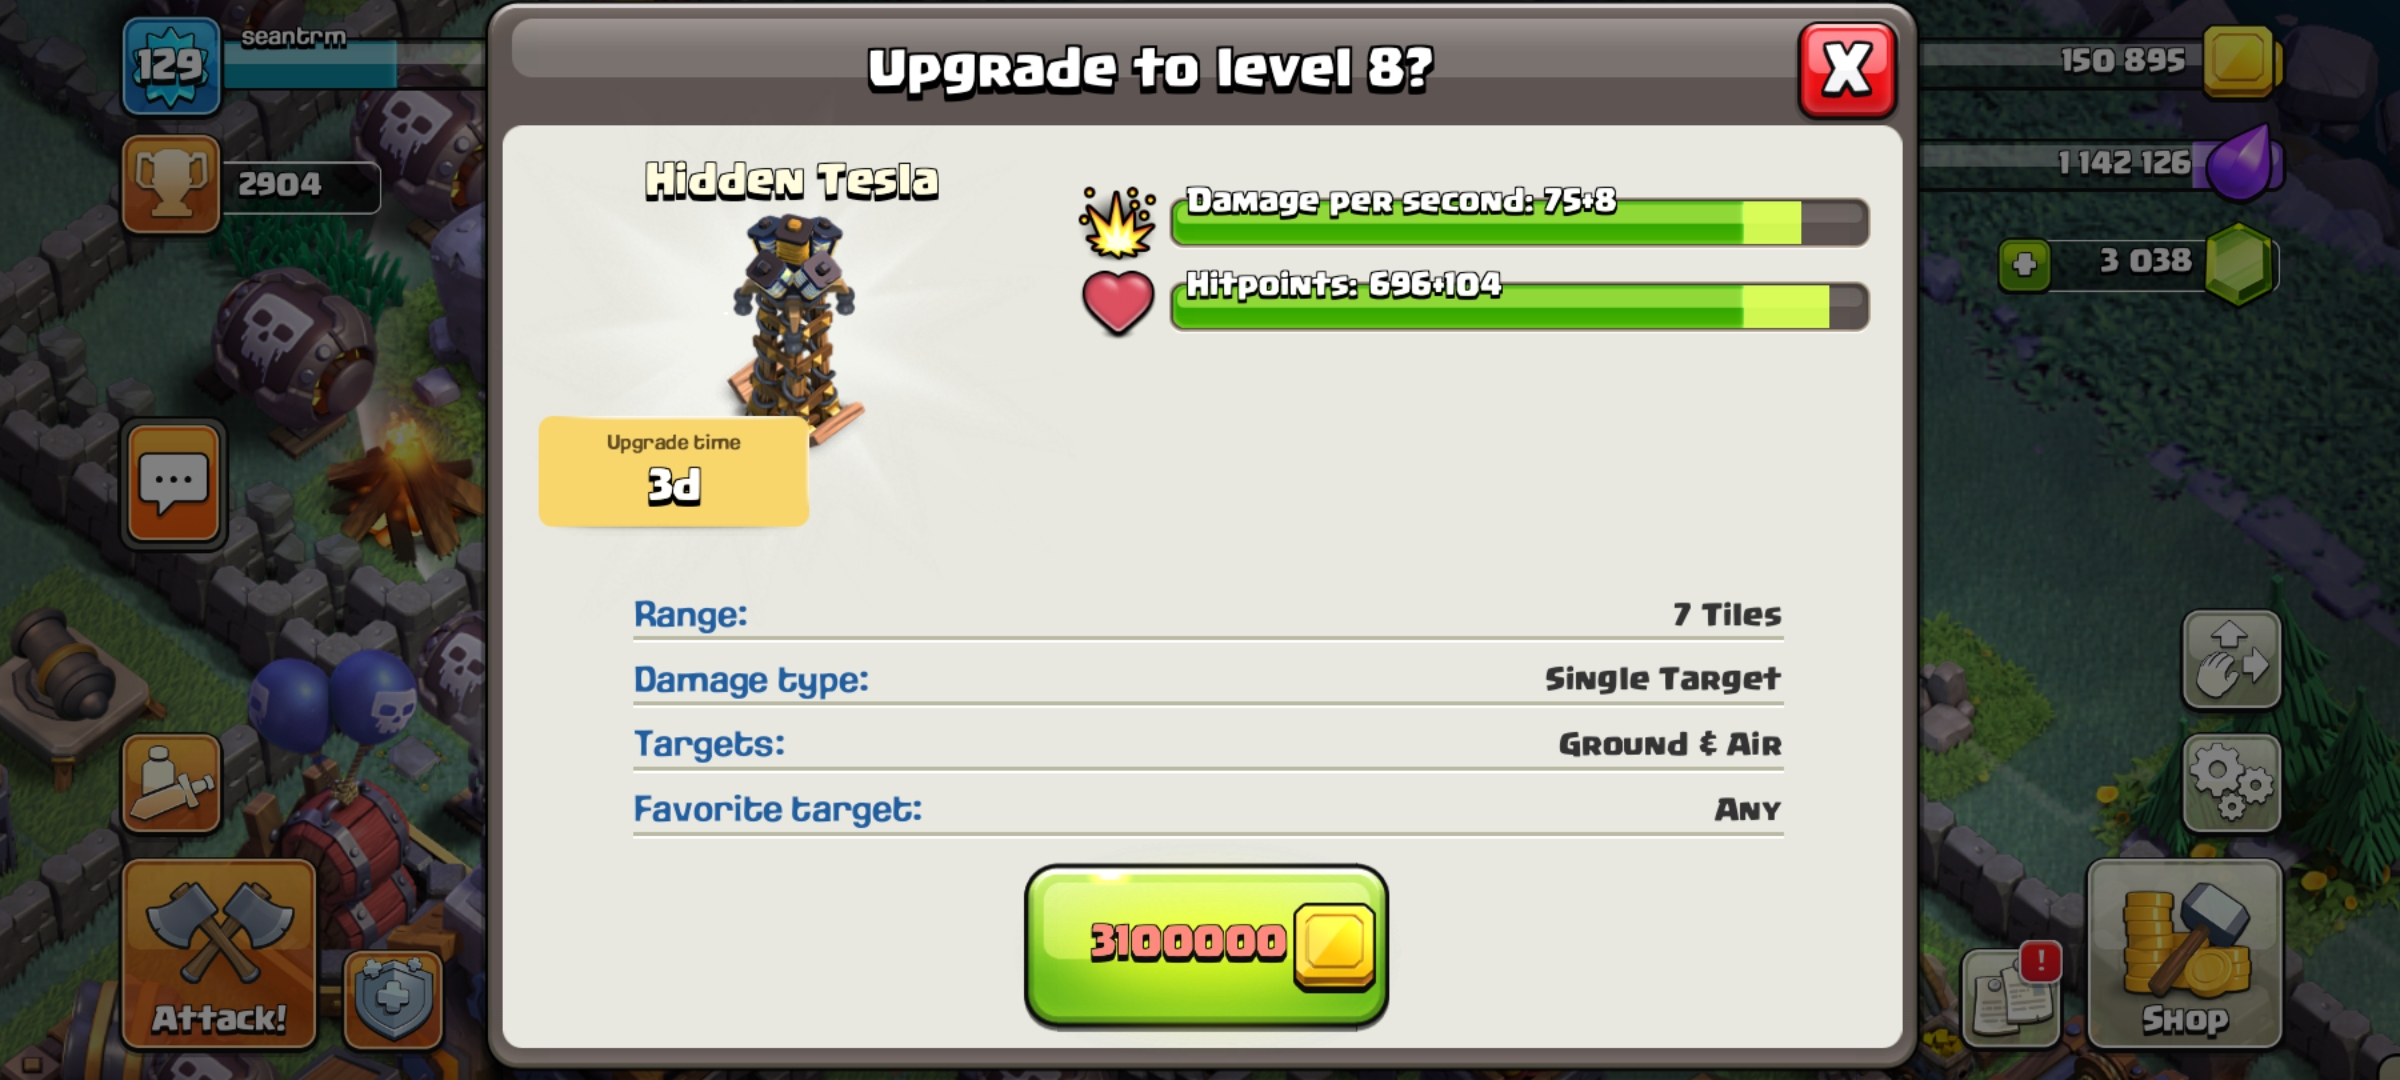 129
seantrm
2904
Upgrade to level 8?
X
150 895
1 142 126
3 038
Hidden Tesla
Damage per second: 75+8
Hitpoints: 696+104
Upgrade time
3d
Range: 7 Tiles
Damage type: Single Target
Targets: Ground & Air
Favorite target: Any
3100000
Attack!
!
Shop